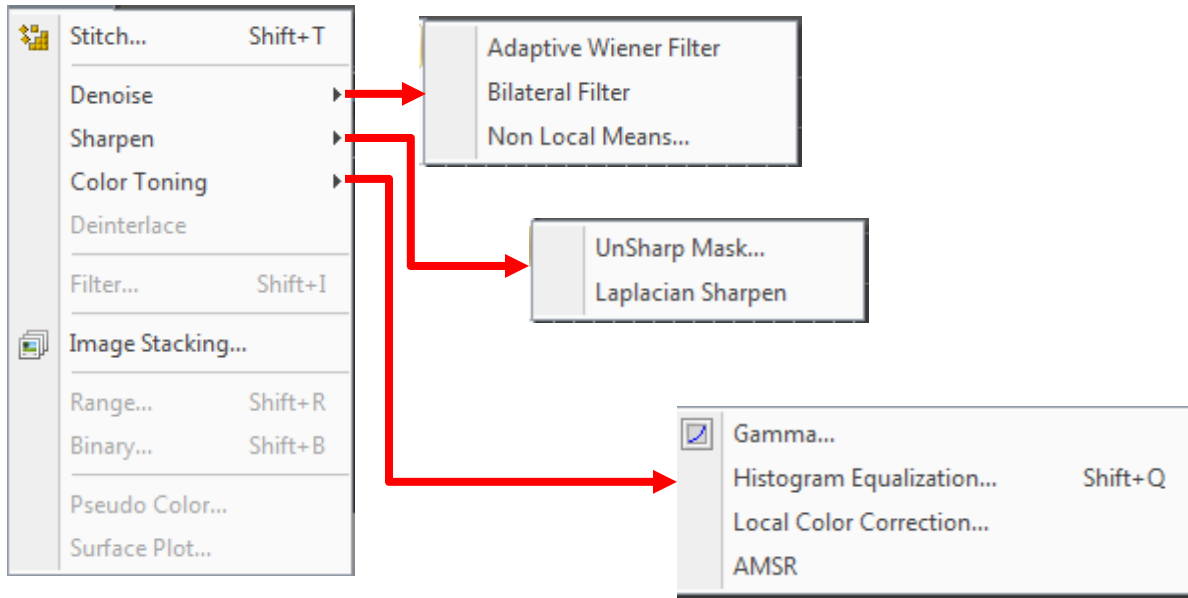 Stitch... Shift+T
Denoise
Sharpen
Color Toning
Deinterlace
Filter... Shift+I
Image Stacking...
Range... Shift+R
Binary... Shift+B
Pseudo Color...
Surface Plot...
Adaptive Wiener Filter
Bilateral Filter
Non Local Means...
UnSharp Mask...
Laplacian Sharpen
Gamma...
Histogram Equalization... Shift+Q
Local Color Correction...
AMSR